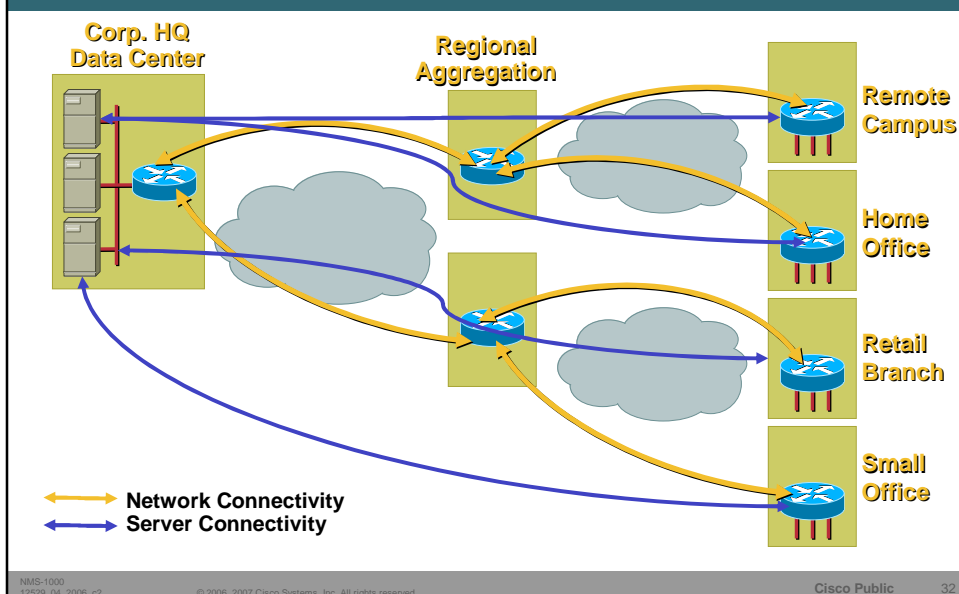 Corp. HQ
Data Center
Regional
Aggregation
Remote
Campus
Home
Office
Retail
Branch
Small
Office
Network Connectivity
Server Connectivity
NMS-1000
12529_04_2006_c2
© 2006, 2007 Cisco Systems, Inc. All rights reserved.
Cisco Public
32